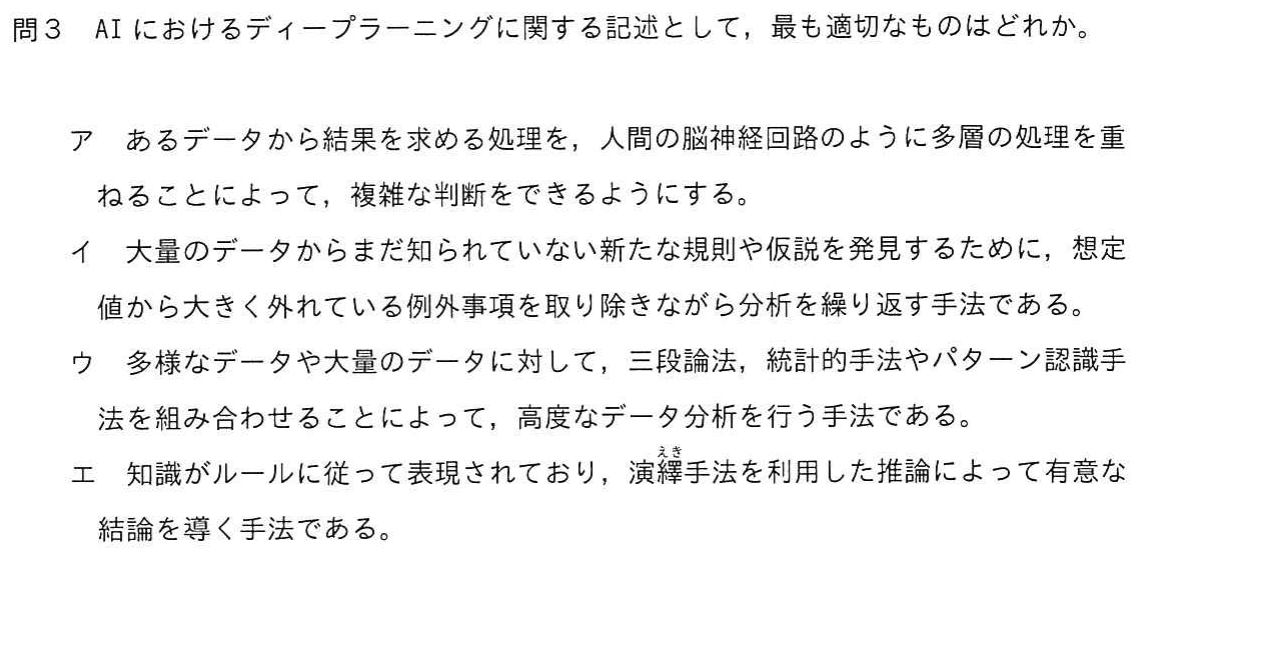 問３　AI におけるディープラーニングに関する記述として，最も適切なものはどれか。
ア　あるデータから結果を求める処理を，人間の脳神経回路のように多層の処理を重
ねることによって，複雑な判断をできるようにする。
イ　大量のデータからまだ知られていない新たな規則や仮説を発見するために，想定
値から大きく外れている例外事項を取り除きながら分析を繰り返す手法である。
ウ　多様なデータや大量のデータに対して，三段論法，統計的手法やパターン認識手
法を組み合わせることによって，高度なデータ分析を行う手法である。
えき
エ　知識がルールに従って表現されており，演繹手法を利用した推論によって有意な
結論を導く手法である。